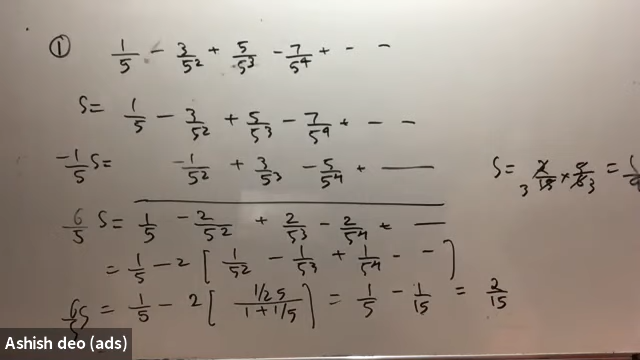 ① 1/5 - 3/5² + 5/5³ - 7/5⁴ + - -
S= 1/5 - 3/5² + 5/5³ - 7/5⁴ + - -
-1/5 S= -1/5² + 3/5³ - 5/5⁴ + —
6/5 S= 1/5 - 2/5² + 2/5³ - 2/5⁴ + —
= 1/5 - 2 [ 1/5² - 1/5³ + 1/5⁴ - - ]
6/5 S = 1/5 - 2 [ (1/25)/(1+1/5) ] = 1/5 - 1/15 = 2/15
S= 2/15 × 5/6 = 1/9
Ashish deo (ads)